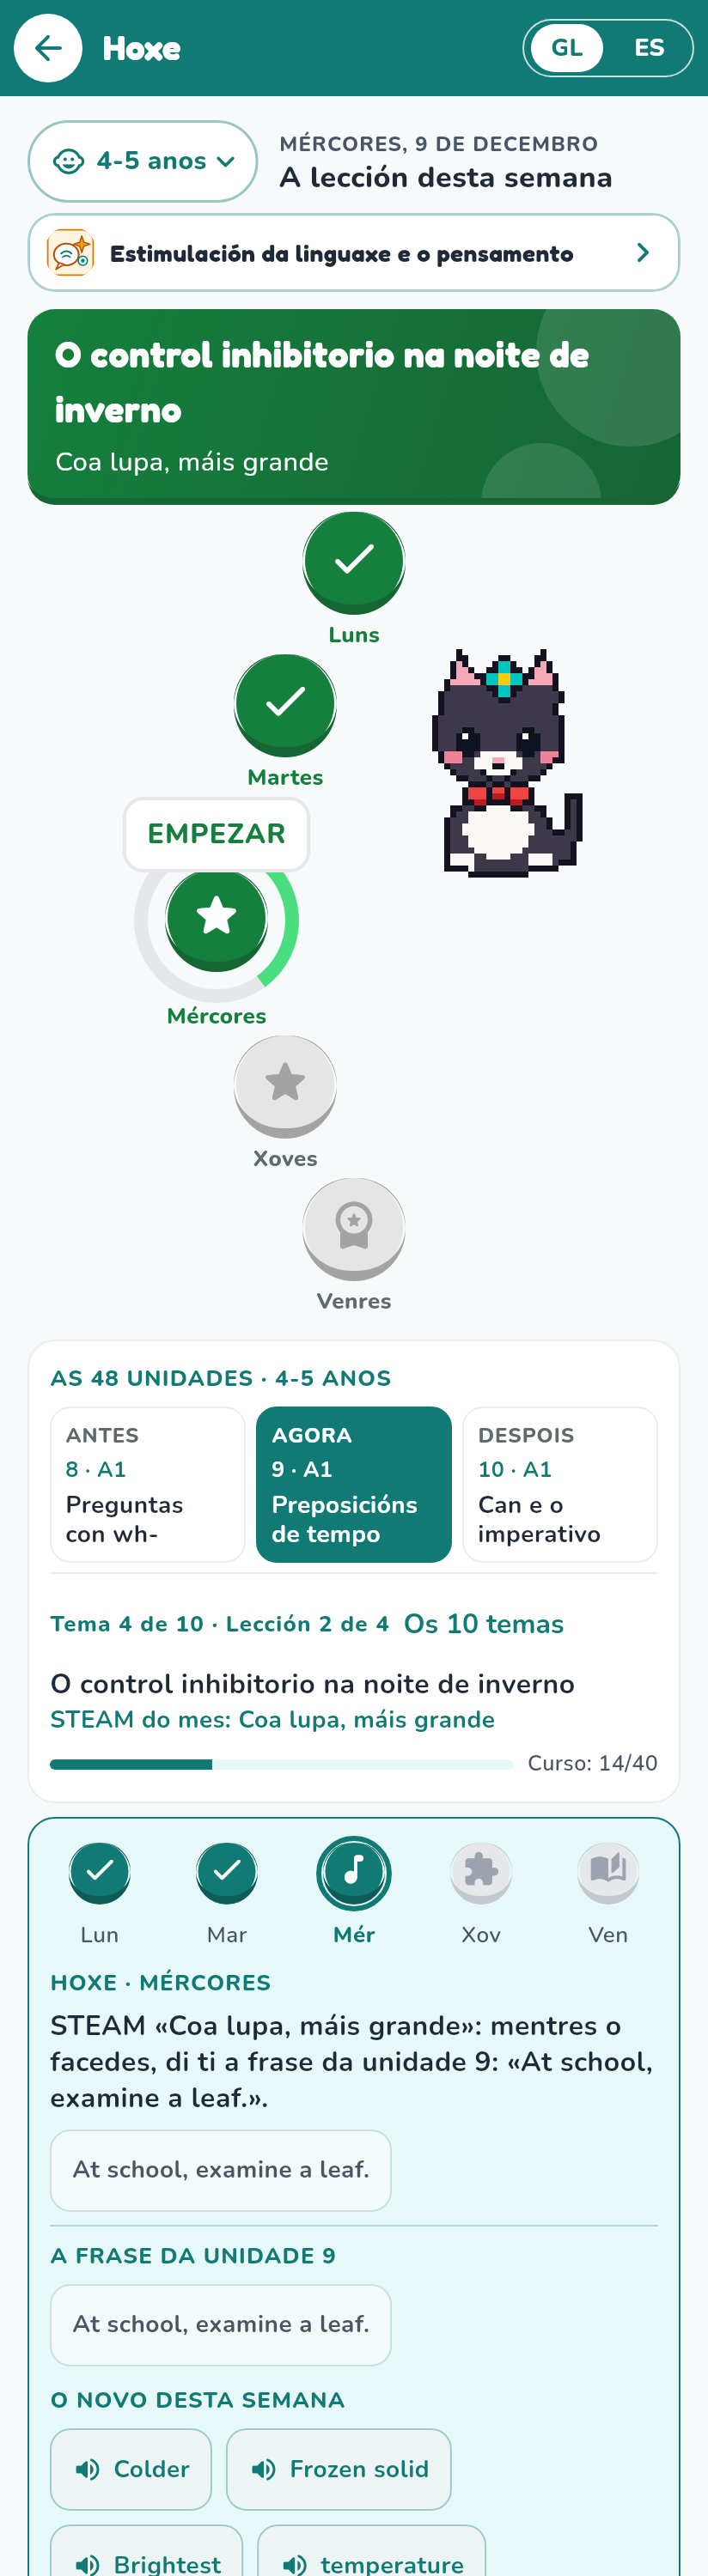 Hoxe
GL
ES
4-5 anos
MÉRCORES, 9 DE DECEMBRO
A lección desta semana
Estimulación da linguaxe e o pensamento
O control inhibitorio na noite de
inverno
Coa lupa, máis grande
Luns
Martes
EMPEZAR
Mércores
Xoves
Venres
AS 48 UNIDADES · 4-5 ANOS
ANTES
8 · A1
Preguntas
con wh-
AGORA
9 · A1
Preposicións
de tempo
DESPOIS
10 · A1
Can e o
imperativo
Tema 4 de 10 · Lección 2 de 4 Os 10 temas
O control inhibitorio na noite de inverno
STEAM do mes: Coa lupa, máis grande
Curso: 14/40
Lun
Mar
Mér
Xov
Ven
HOXE · MÉRCORES
STEAM «Coa lupa, máis grande»: mentres o
facedes, di ti a frase da unidade 9: «At school,
examine a leaf.».
At school, examine a leaf.
A FRASE DA UNIDADE 9
At school, examine a leaf.
O NOVO DESTA SEMANA
Colder
Frozen solid
Brightest
temperature